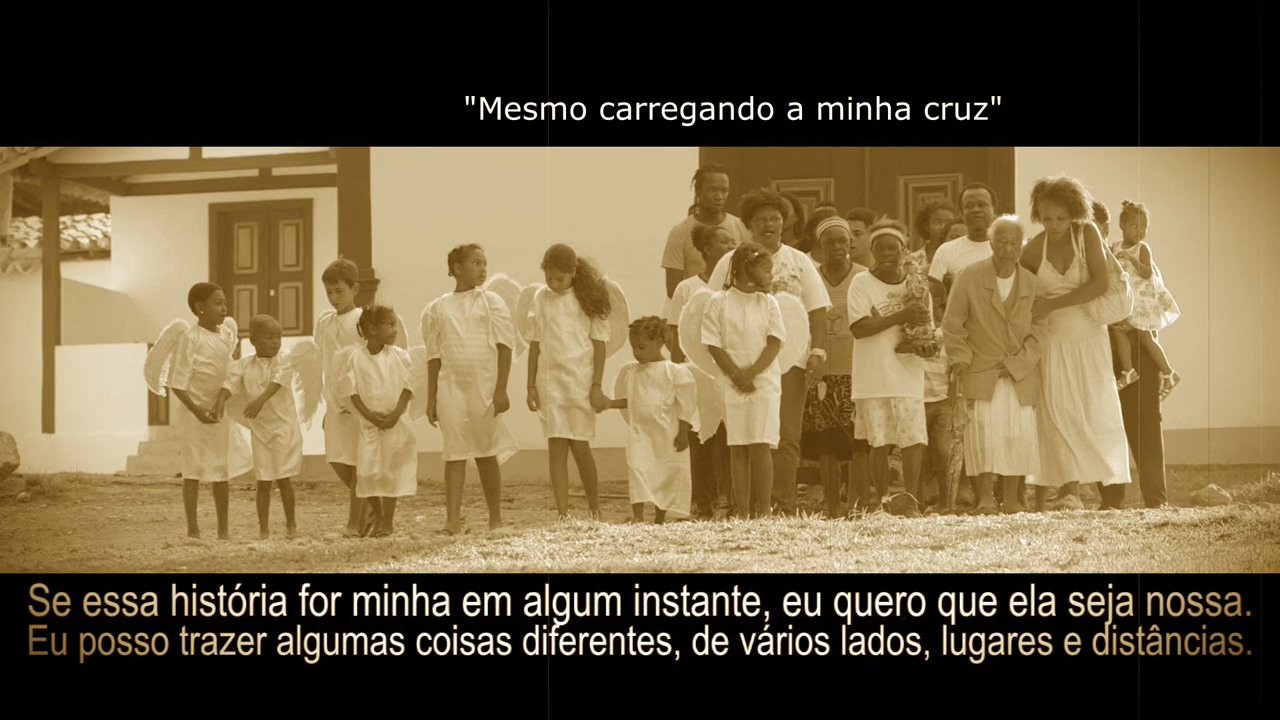 "Mesmo carregando a minha cruz"
Se essa história for minha em algum instante, eu quero que ela seja nossa.
Eu posso trazer algumas coisas diferentes, de vários lados, lugares e distâncias.